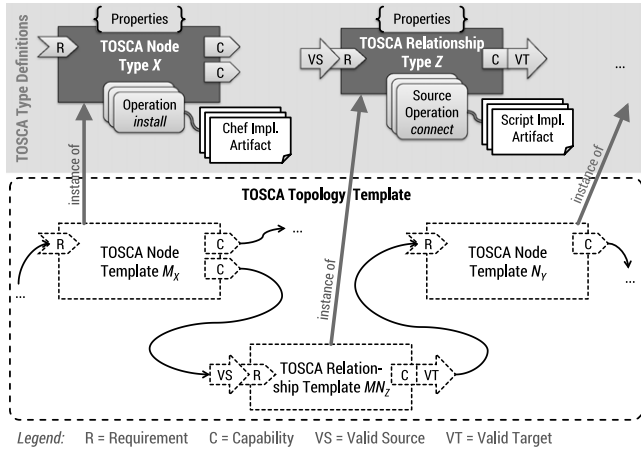 TOSCA Type Definitions
{ Properties }
R
TOSCA Node
Type X
C
C
Operation
install
Chef Impl.
Artifact
{ Properties }
VS
R
TOSCA Relationship
Type Z
C
VT
Source
Operation
connect
Script Impl.
Artifact
...
instance of
instance of
instance of
TOSCA Topology Template
...
R
TOSCA Node
Template MX
C
C
...
R
TOSCA Node
Template NY
C
...
VS
R
TOSCA Relation-
ship Template MNZ
C
VT
Legend: R = Requirement C = Capability VS = Valid Source VT = Valid Target